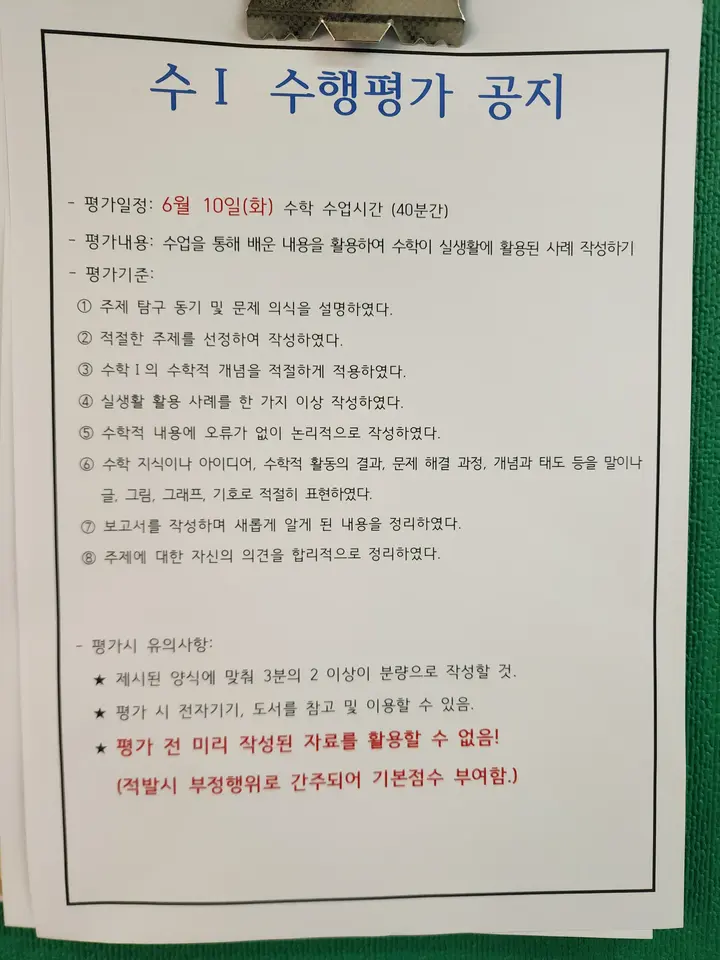 수Ⅰ 수행평가 공지
- 평가일정: 6월 10일(화) 수학 수업시간 (40분간)
- 평가내용: 수업을 통해 배운 내용을 활용하여 수학이 실생활에 활용된 사례 작성하기
- 평가기준:
① 주제 탐구 동기 및 문제 의식을 설명하였다.
② 적절한 주제를 선정하여 작성하였다.
③ 수학Ⅰ의 수학적 개념을 적절하게 적용하였다.
④ 실생활 활용 사례를 한 가지 이상 작성하였다.
⑤ 수학적 내용에 오류가 없이 논리적으로 작성하였다.
⑥ 수학 지식이나 아이디어, 수학적 활동의 결과, 문제 해결 과정, 개념과 태도 등을 말이나
글, 그림, 그래프, 기호로 적절히 표현하였다.
⑦ 보고서를 작성하며 새롭게 알게 된 내용을 정리하였다.
⑧ 주제에 대한 자신의 의견을 합리적으로 정리하였다.
- 평가시 유의사항:
★ 제시된 양식에 맞춰 3분의 2 이상이 분량으로 작성할 것.
★ 평가 시 전자기기, 도서를 참고 및 이용할 수 있음.
★ 평가 전 미리 작성된 자료를 활용할 수 없음!
(적발시 부정행위로 간주되어 기본점수 부여함.)